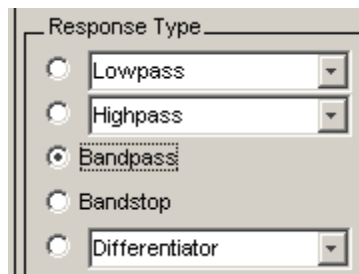 Response Type
Lowpass
Highpass
Bandpass
Bandstop
Differentiator